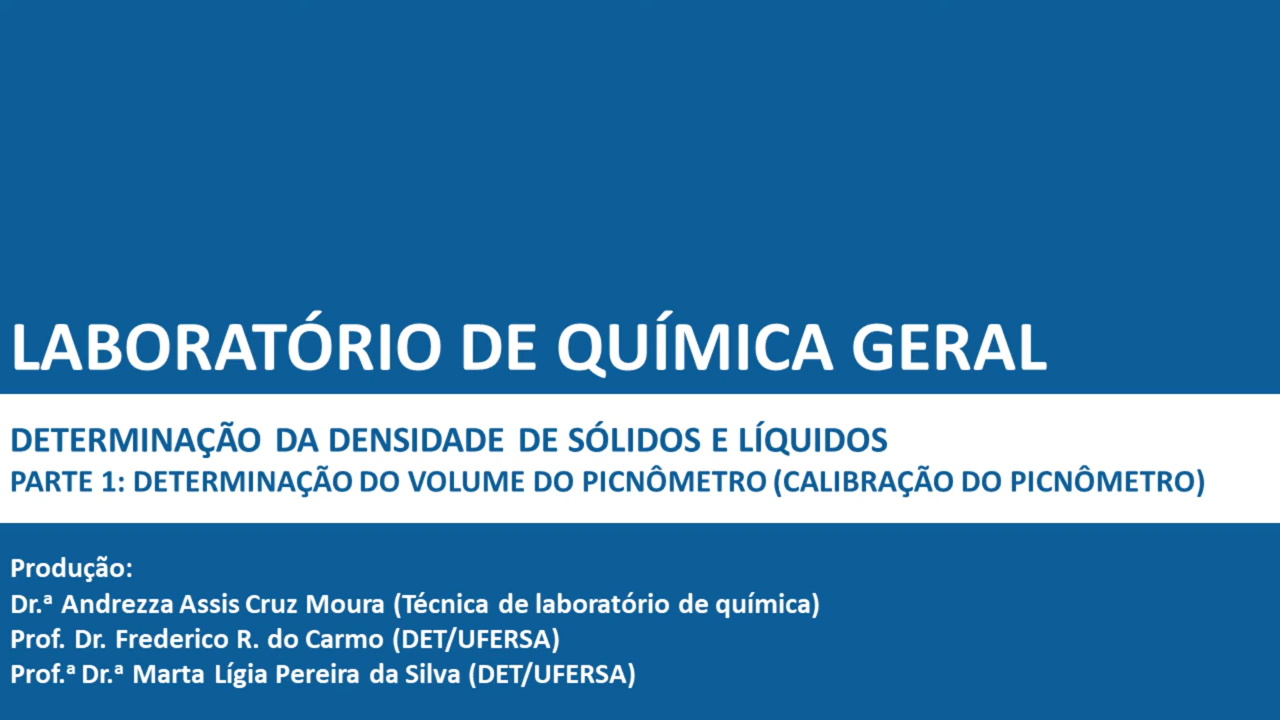 LABORATÓRIO DE QUÍMICA GERAL
DETERMINAÇÃO DA DENSIDADE DE SÓLIDOS E LÍQUIDOS
PARTE 1: DETERMINAÇÃO DO VOLUME DO PICNÔMETRO (CALIBRAÇÃO DO PICNÔMETRO)
Produção:
Dr.ª Andrezza Assis Cruz Moura (Técnica de laboratório de química)
Prof. Dr. Frederico R. do Carmo (DET/UFERSA)
Prof.ª Dr.ª Marta Lígia Pereira da Silva (DET/UFERSA)